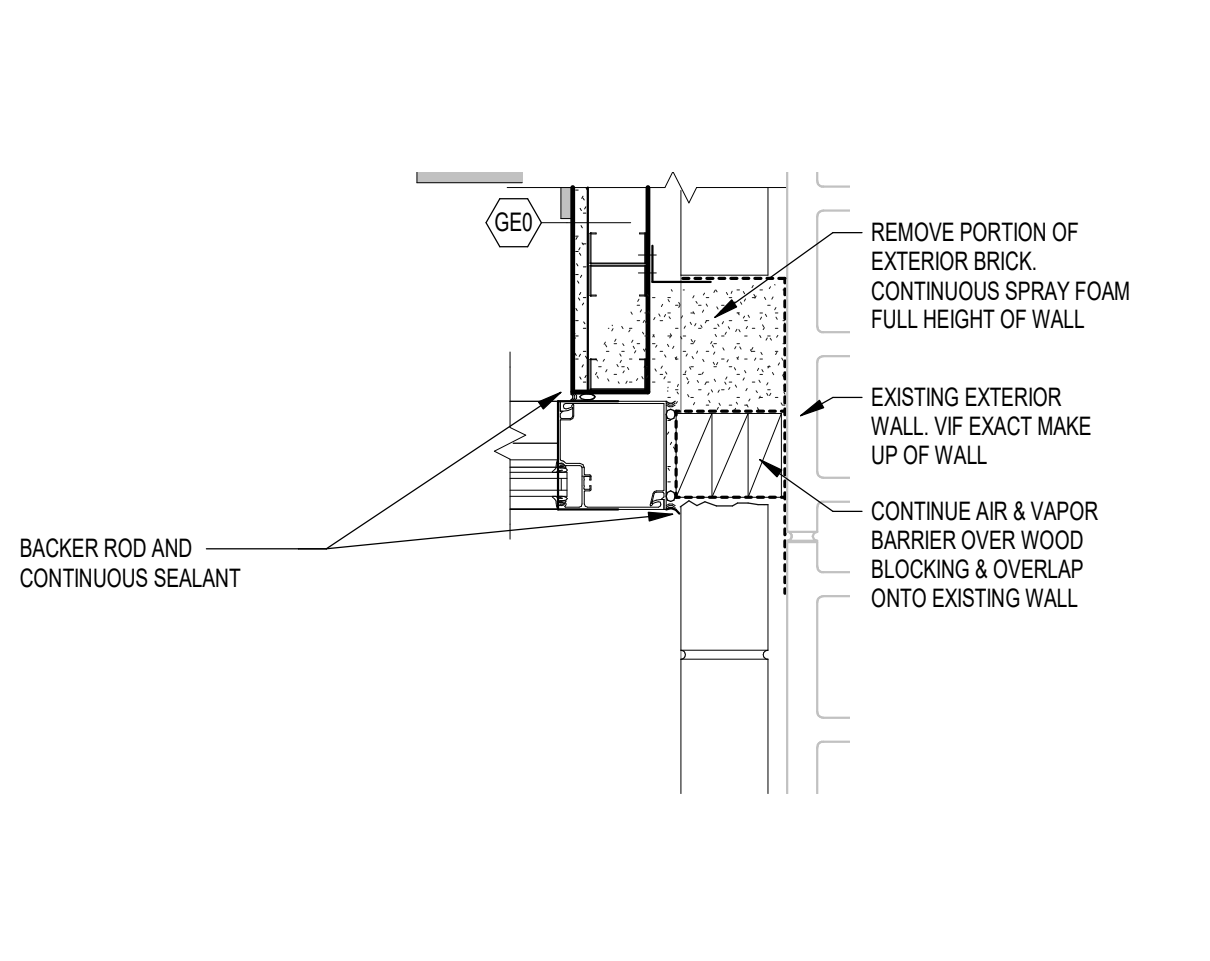 GE0
REMOVE PORTION OF
EXTERIOR BRICK.
CONTINUOUS SPRAY FOAM
FULL HEIGHT OF WALL
EXISTING EXTERIOR
WALL. VIF EXACT MAKE
UP OF WALL
CONTINUE AIR & VAPOR
BARRIER OVER WOOD
BLOCKING & OVERLAP
ONTO EXISTING WALL
BACKER ROD AND
CONTINUOUS SEALANT